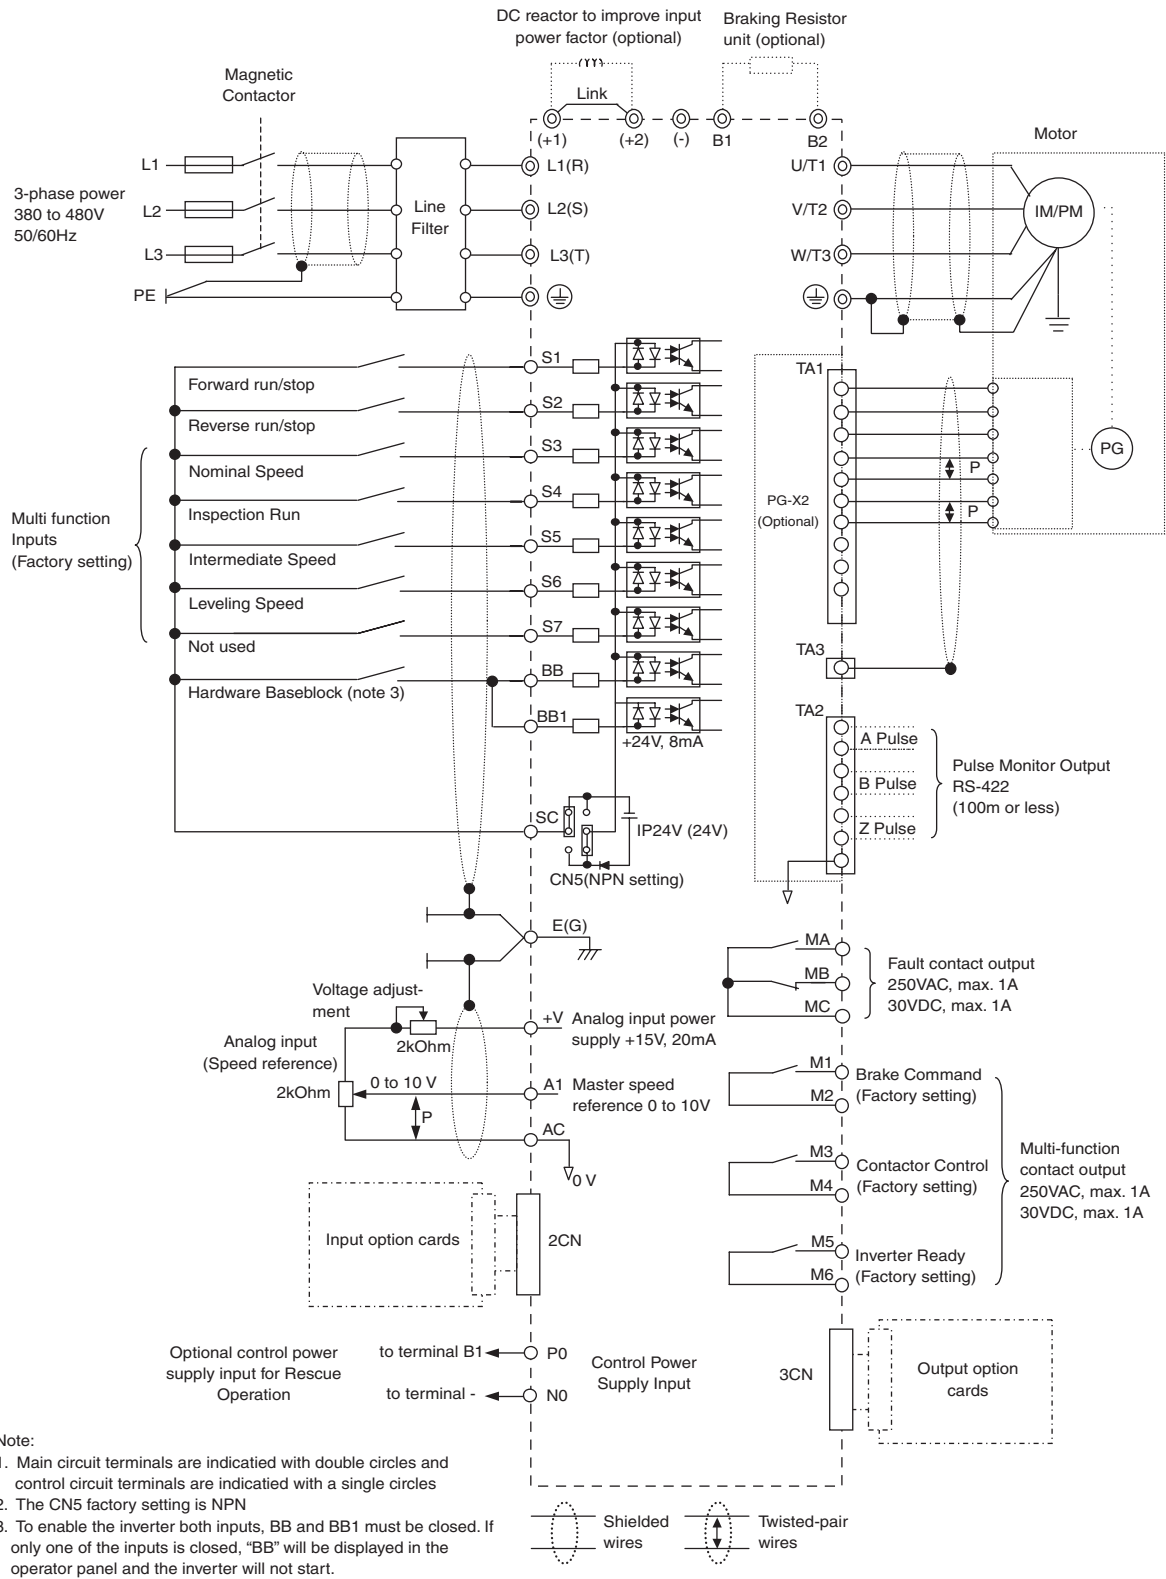 DC reactor to improve input
power factor (optional)
Braking Resistor
unit (optional)
Magnetic
Contactor
Link
(+1)
(+2)
(-)
B1
B2
Motor
L1
L2
L3
PE
3-phase power
380 to 480V
50/60Hz
Line
Filter
L1(R)
L2(S)
L3(T)
U/T1
V/T2
W/T3
IM/PM
S1
Forward run/stop
S2
Reverse run/stop
S3
Nominal Speed
S4
Inspection Run
S5
Intermediate Speed
S6
Leveling Speed
S7
Not used
BB
Hardware Baseblock (note 3)
BB1
+24V, 8mA
Multi function
Inputs
(Factory setting)
SC
IP24V (24V)
CN5(NPN setting)
TA1
PG-X2
(Optional)
P
P
PG
TA3
TA2
A Pulse
B Pulse
Z Pulse
Pulse Monitor Output
RS-422
(100m or less)
E(G)
Voltage adjust-
ment
2kOhm
+V
Analog input power
supply +15V, 20mA
Analog input
(Speed reference)
2kOhm
0 to 10 V
P
A1
Master speed
reference 0 to 10V
AC
0 V
MA
MB
MC
Fault contact output
250VAC, max. 1A
30VDC, max. 1A
M1
M2
Brake Command
(Factory setting)
M3
M4
Contactor Control
(Factory setting)
M5
M6
Inverter Ready
(Factory setting)
Multi-function
contact output
250VAC, max. 1A
30VDC, max. 1A
Input option cards
2CN
Optional control power
supply input for Rescue
Operation
to terminal B1
P0
to terminal -
N0
Control Power
Supply Input
3CN
Output option
cards
Note:
1. Main circuit terminals are indicatied with double circles and
control circuit terminals are indicatied with a single circles
2. The CN5 factory setting is NPN
3. To enable the inverter both inputs, BB and BB1 must be closed. If
only one of the inputs is closed, “BB” will be displayed in the
operator panel and the inverter will not start.
Shielded
wires
Twisted-pair
wires